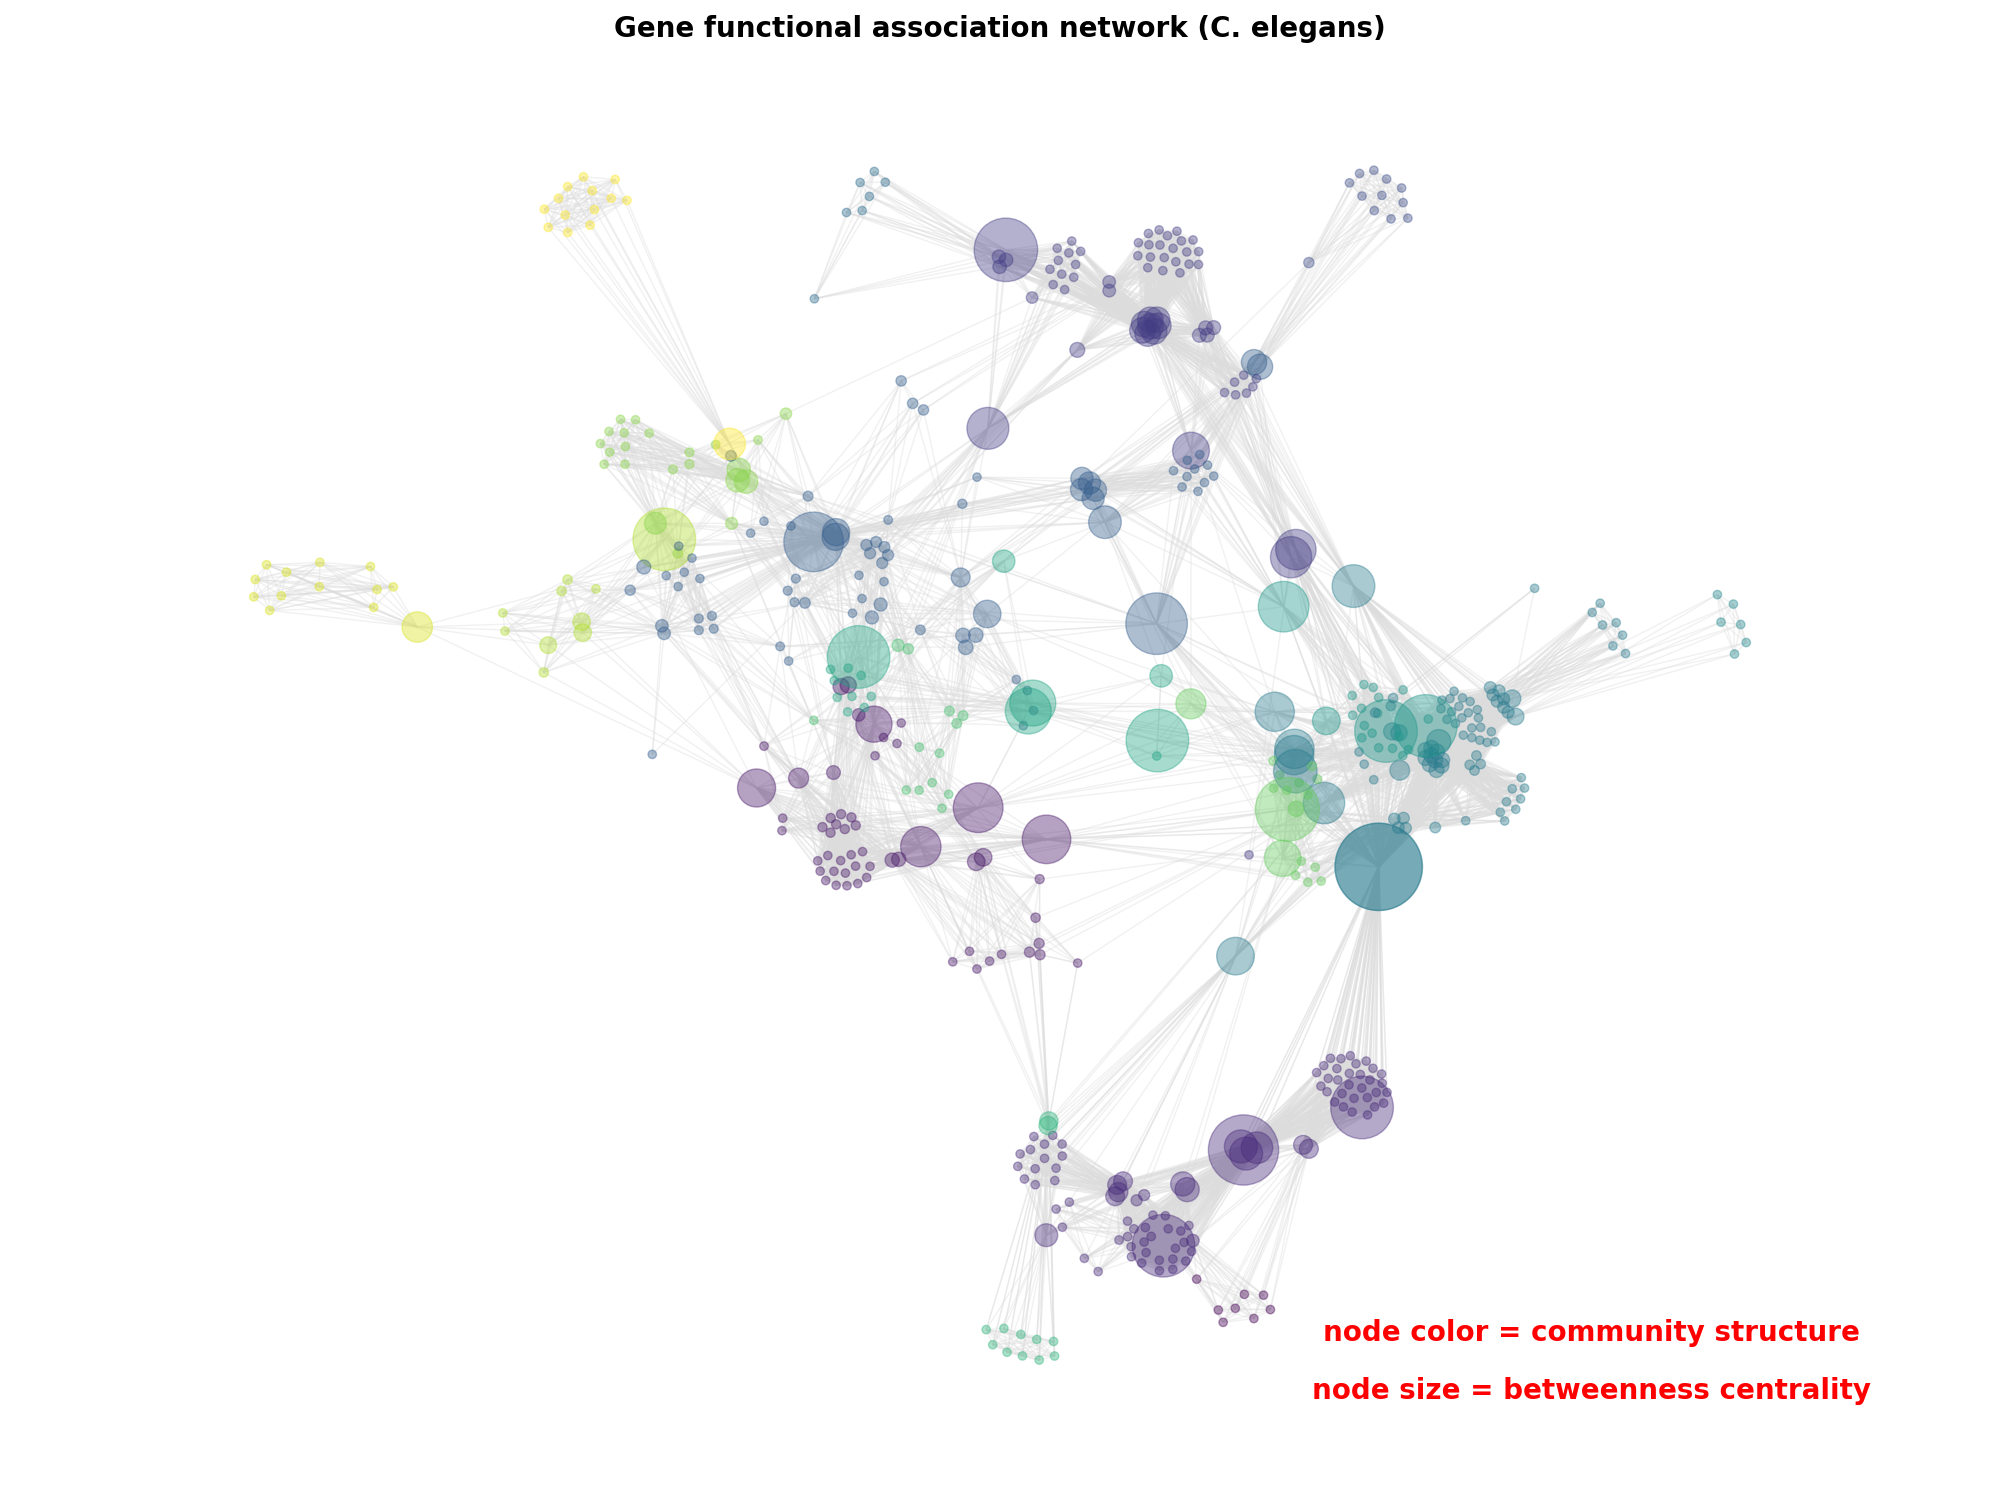 Gene functional association network (C. elegans)
node color = community structure
node size = betweenness centrality